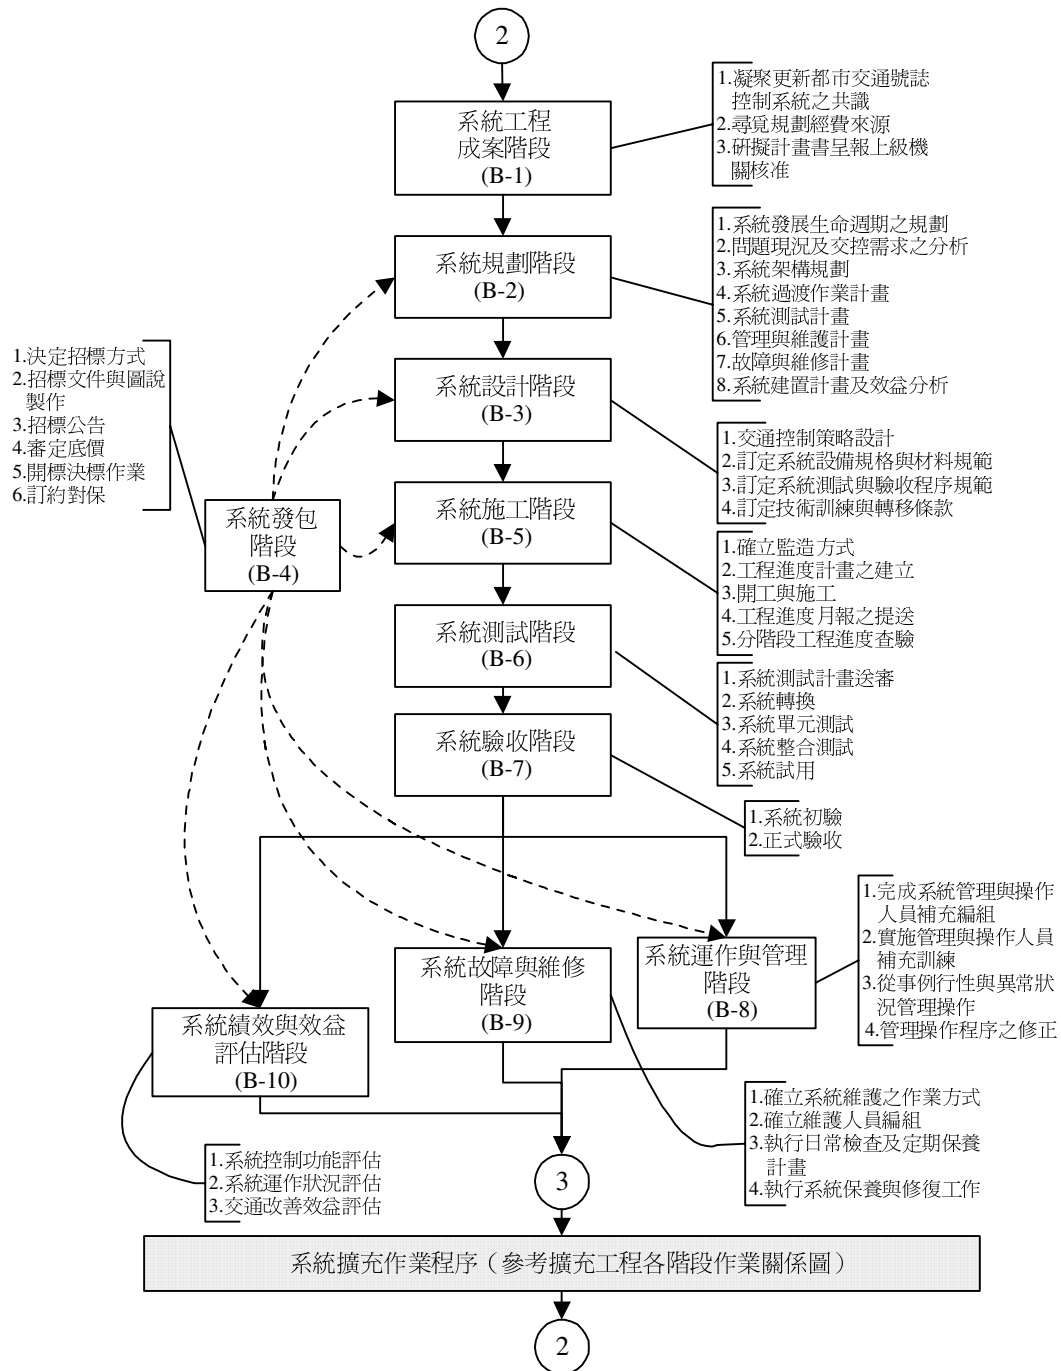 2
系統工程
成案階段
(B-1)
1.凝聚更新都市交通號誌
控制系統之共識
2.尋覓規劃經費來源
3.研擬計畫書呈報上級機
關核准
系統規劃階段
(B-2)
1.系統發展生命週期之規劃
2.問題現況及交控需求之分析
3.系統架構規劃
4.系統過渡作業計畫
5.系統測試計畫
6.管理與維護計畫
7.故障與維修計畫
8.系統建置計畫及效益分析
1.決定招標方式
2.招標文件與圖說
製作
3.招標公告
4.審定底價
5.開標決標作業
6.訂約對保
系統設計階段
(B-3)
1.交通控制策略設計
2.訂定系統設備規格與材料規範
3.訂定系統測試與驗收程序規範
4.訂定技術訓練與轉移條款
系統發包
階段
(B-4)
系統施工階段
(B-5)
1.確立監造方式
2.工程進度計畫之建立
3.開工與施工
4.工程進度月報之提送
5.分階段工程進度查驗
系統測試階段
(B-6)
1.系統測試計畫送審
2.系統轉換
3.系統單元測試
4.系統整合測試
5.系統試用
系統驗收階段
(B-7)
1.系統初驗
2.正式驗收
系統運作與管理
階段
(B-8)
1.完成系統管理與操作
人員補充編組
2.實施管理與操作人員
補充訓練
3.從事例行性與異常狀
況管理操作
4.管理操作程序之修正
系統故障與維修
階段
(B-9)
1.確立系統維護之作業方式
2.確立維護人員編組
3.執行日常檢查及定期保養
計畫
4.執行系統保養與修復工作
系統績效與效益
評估階段
(B-10)
1.系統控制功能評估
2.系統運作狀況評估
3.交通改善效益評估
3
系統擴充作業程序（參考擴充工程各階段作業關係圖）
2